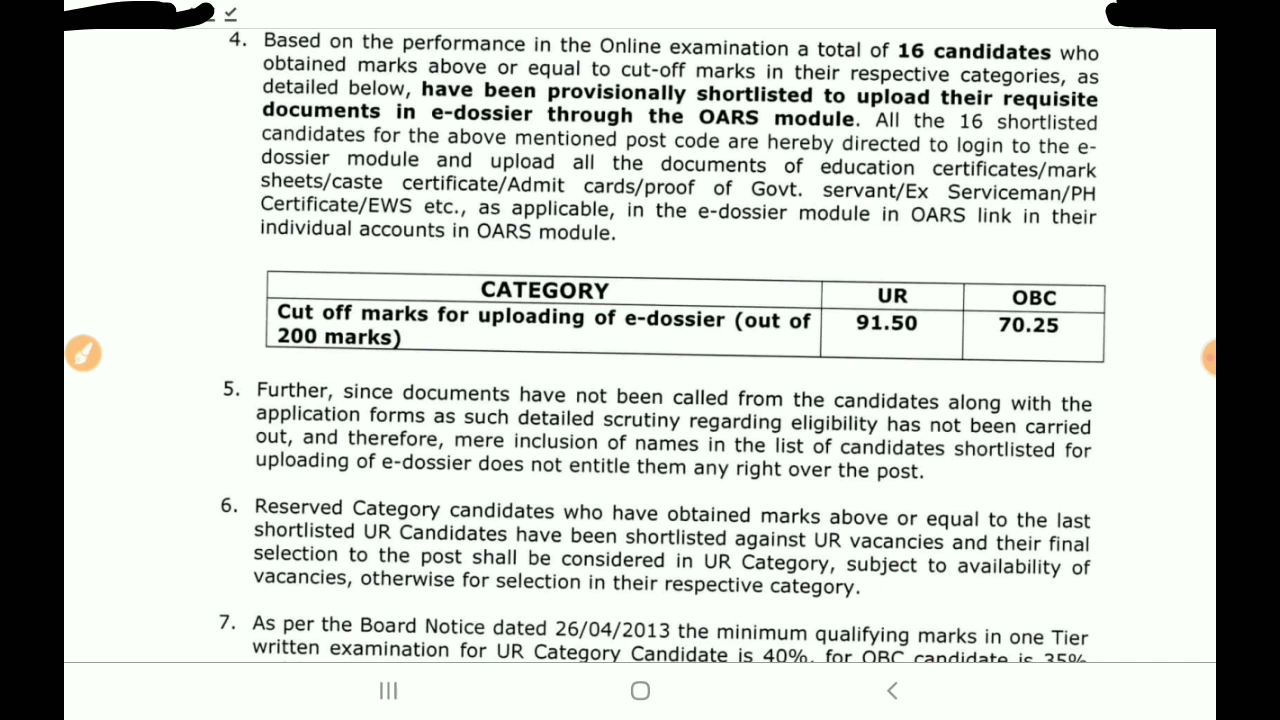 4. Based on the performance in the Online examination a total of 16 candidates who
obtained marks above or equal to cut-off marks in their respective categories, as
detailed below, have been provisionally shortlisted to upload their requisite
documents in e-dossier through the OARS module. All the 16 shortlisted
candidates for the above mentioned post code are hereby directed to login to the e-
dossier module and upload all the documents of education certificates/mark
sheets/caste certificate/Admit cards/proof of Govt. servant/Ex Serviceman/PH
Certificate/EWS etc., as applicable, in the e-dossier module in OARS link in their
individual accounts in OARS module.
CATEGORY UR OBC
Cut off marks for uploading of e-dossier (out of 91.50 70.25
200 marks)
5. Further, since documents have not been called from the candidates along with the
application forms as such detailed scrutiny regarding eligibility has not been carried
out, and therefore, mere inclusion of names in the list of candidates shortlisted for
uploading of e-dossier does not entitle them any right over the post.
6. Reserved Category candidates who have obtained marks above or equal to the last
shortlisted UR Candidates have been shortlisted against UR vacancies and their final
selection to the post shall be considered in UR Category, subject to availability of
vacancies, otherwise for selection in their respective category.
7. As per the Board Notice dated 26/04/2013 the minimum qualifying marks in one Tier
written examination for UR Category Candidate is 40%, for OBC candidate is 35%